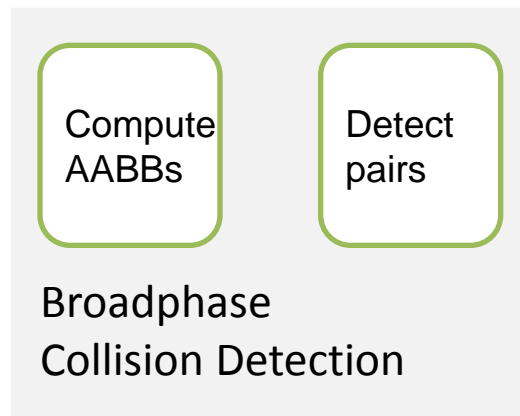 Compute
AABBs
Detect
pairs
Broadphase
Collision Detection